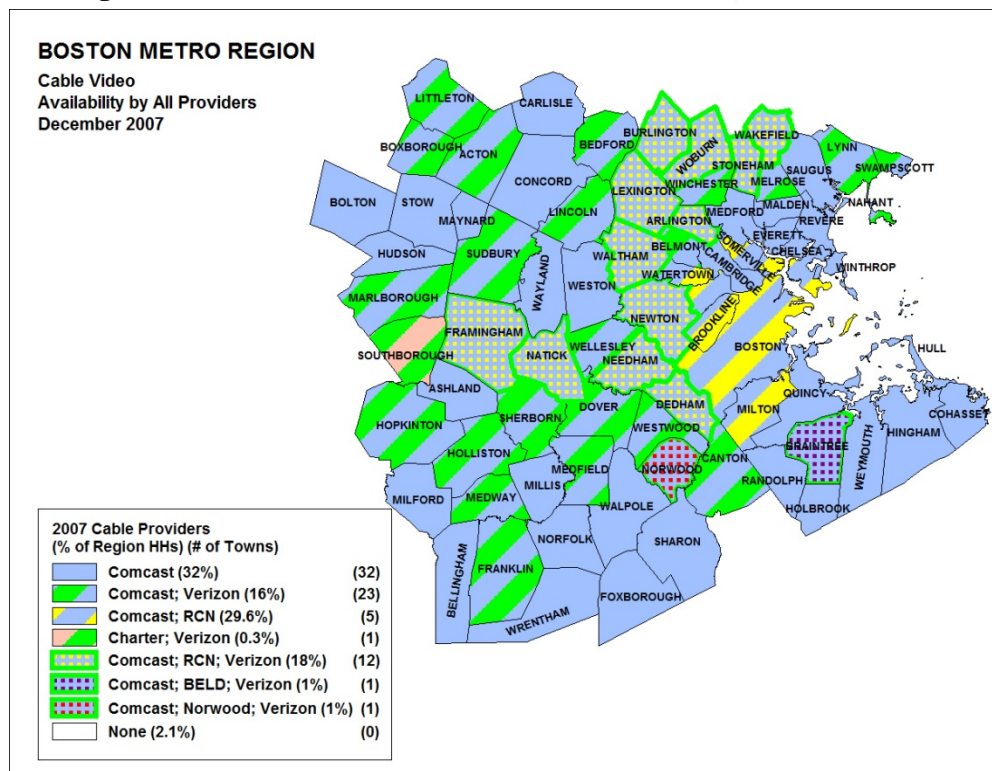 BOSTON METRO REGION
Cable Video
Availability by All Providers
December 2007
LITTLETON
CARLISLE
BOXBOROUGH
ACTON
BEDFORD
BURLINGTON
WOBURN
WAKEFIELD
LYNN
STONEHAM
SWAMPSCOTT
SAUGUS
CONCORD
WINCHESTER
MELROSE
LEXINGTON
BOLTON
STOW
LINCOLN
MEDFORD
MALDEN
NAHANT
MAYNARD
ARLINGTON
REVERE
EVERETT
HUDSON
SUDBURY
BELMONT
SOMERVILLE
CHELSEA
WALTHAM
CAMBRIDGE
WINTHROP
WATERTOWN
WAYLAND
WESTON
MARLBOROUGH
NEWTON
FRAMINGHAM
BROOKLINE
BOSTON
WELLESLEY
HULL
SOUTHBOROUGH
NATICK
NEEDHAM
ASHLAND
QUINCY
DEDHAM
DOVER
MILTON
SHERBORN
COHASSET
HOPKINTON
WESTWOOD
HINGHAM
BRAINTREE
WEYMOUTH
HOLLISTON
CANTON
MEDFIELD
NORWOOD
RANDOLPH
MILLIS
MILFORD
MEDWAY
WALPOLE
HOLBROOK
NORFOLK
SHARON
FRANKLIN
BELLINGHAM
FOXBOROUGH
WRENTHAM
2007 Cable Providers
(% of Region HHs) (# of Towns)
Comcast (32%) (32)
Comcast; Verizon (16%) (23)
Comcast; RCN (29.6%) (5)
Charter; Verizon (0.3%) (1)
Comcast; RCN; Verizon (18%) (12)
Comcast; BELD; Verizon (1%) (1)
Comcast; Norwood; Verizon (1%) (1)
None (2.1%) (0)